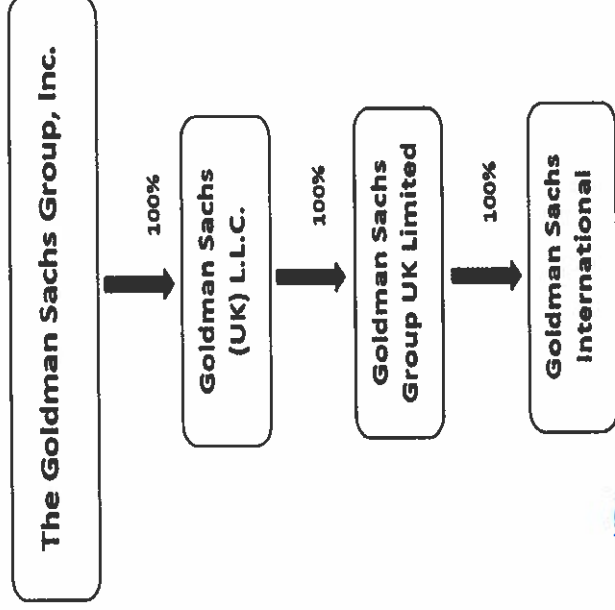 The Goldman Sachs Group, Inc.
100%
Goldman Sachs
(UK) L.L.C.
100%
Goldman Sachs
Group UK Limited
100%
Goldman Sachs
International